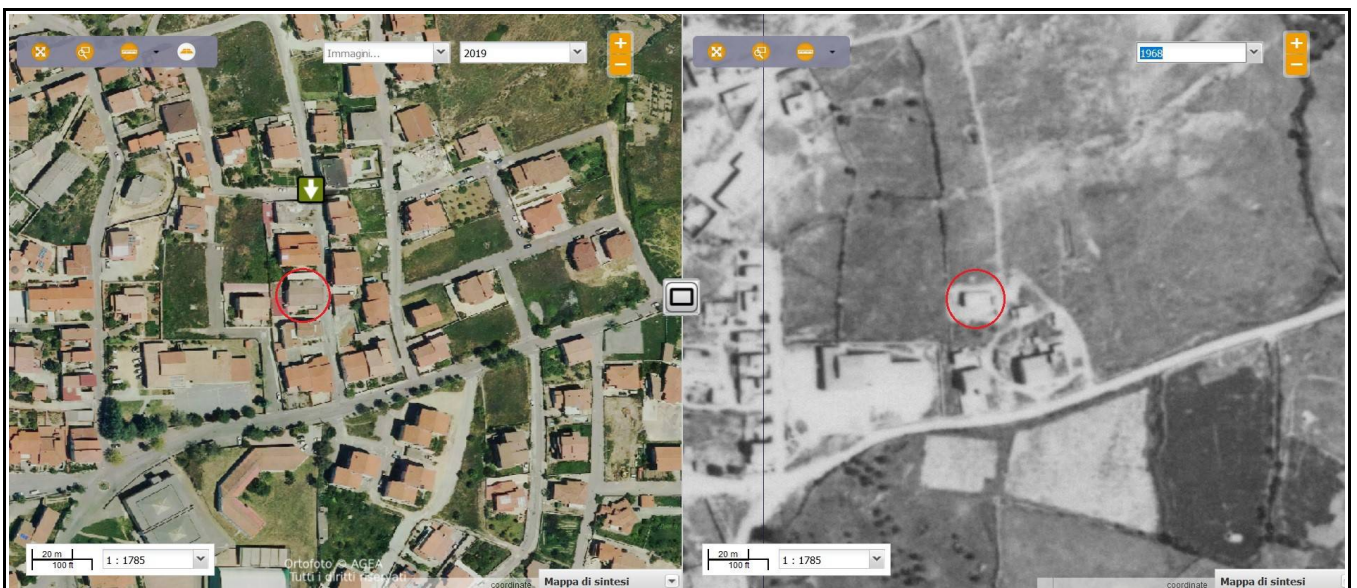 Immagini...
2019
1968
20 m
100 ft
1 : 1785
Ortofoto © AGEA
Tutti i diritti riservati
coordinate
Mappa di sintesi
20 m
100 ft
1 : 1785
coordinate
Mappa di sintesi